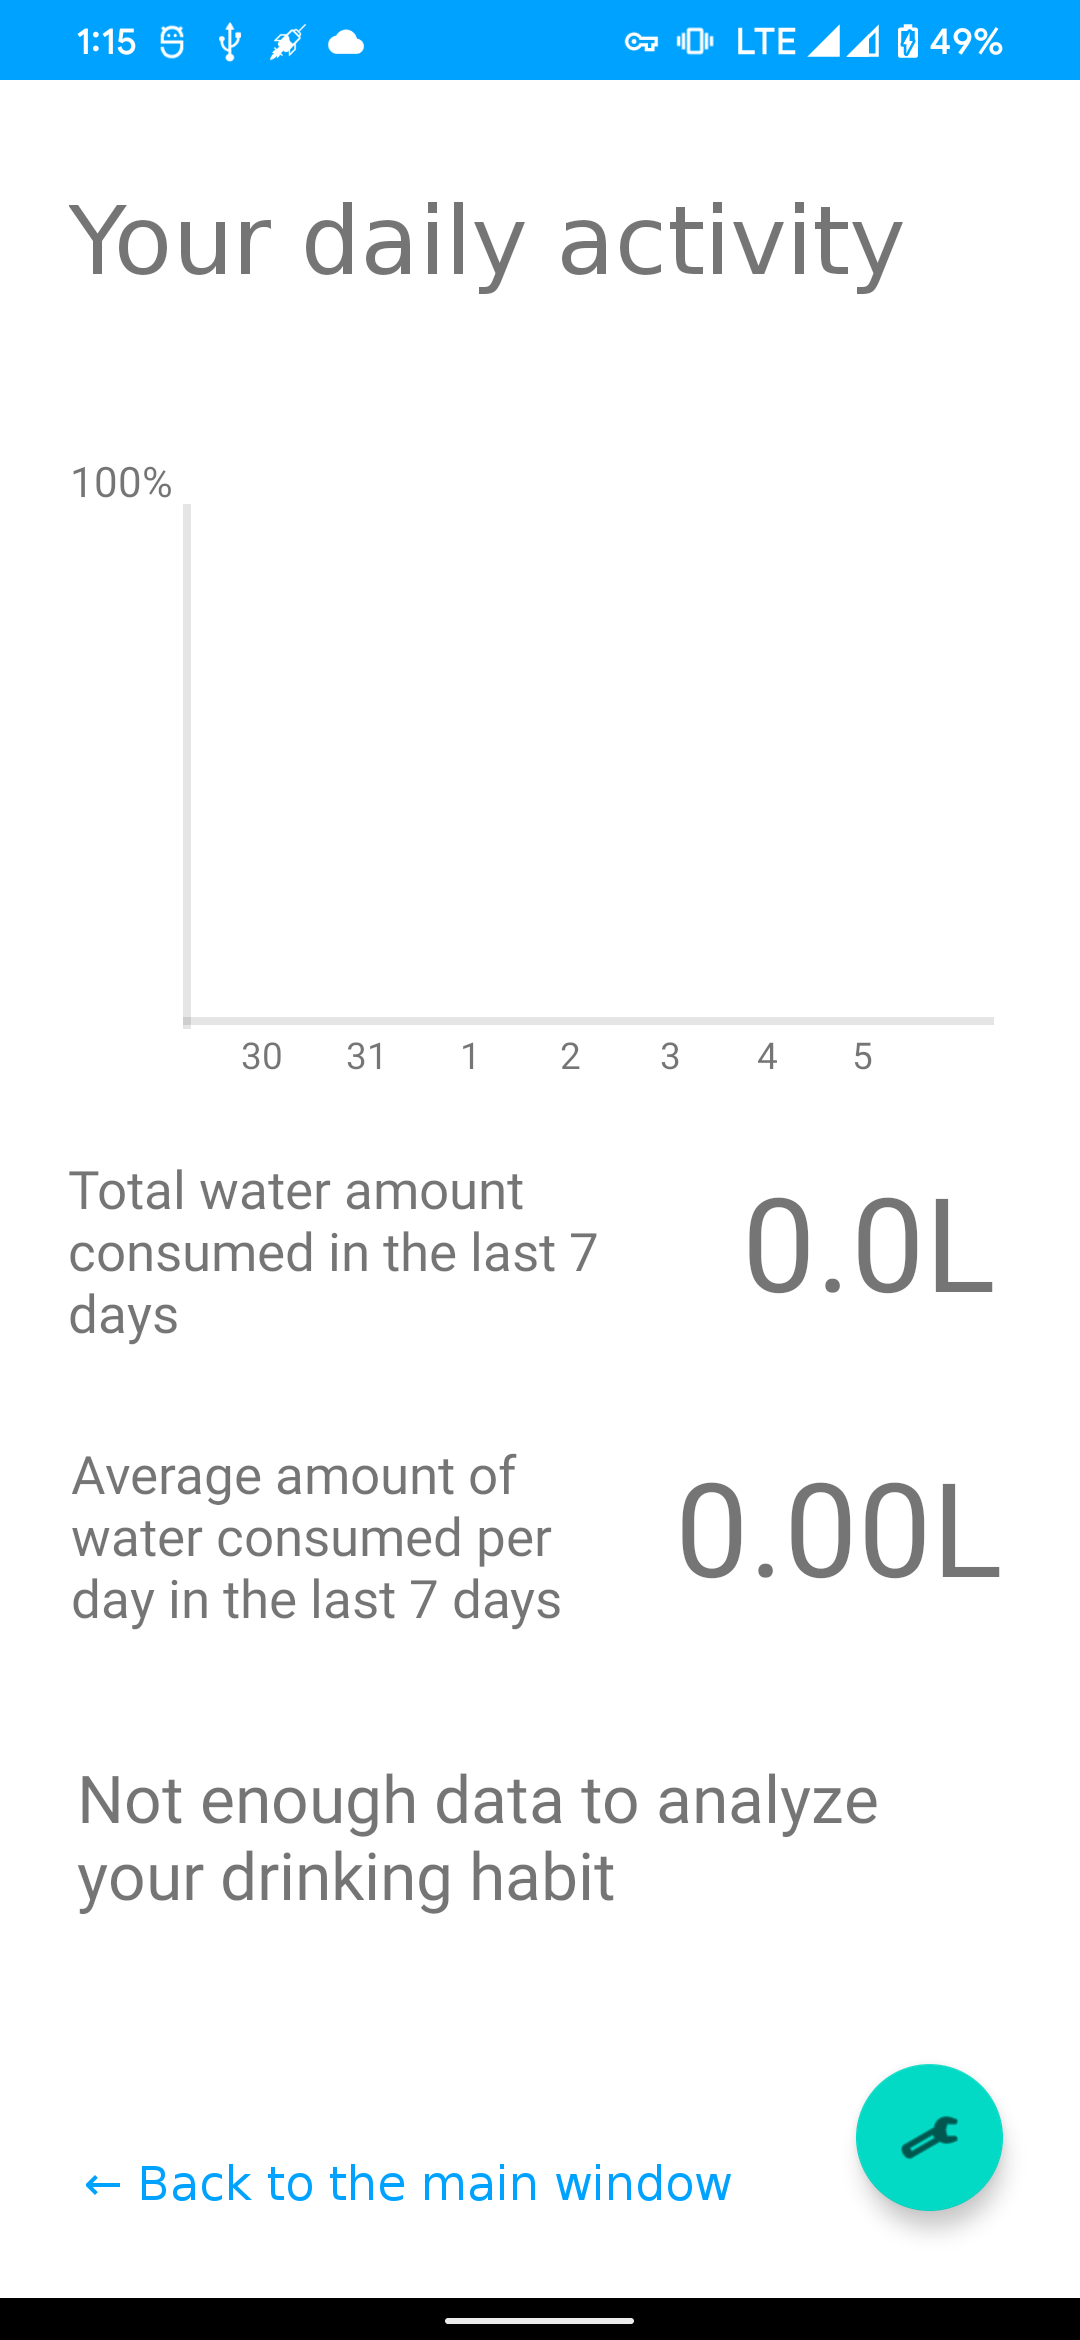 1:15 LTE 49%
Your daily activity
100%
30 31 1 2 3 4 5
Total water amount
consumed in the last 7
days
0.0L
Average amount of
water consumed per
day in the last 7 days
0.00L
Not enough data to analyze
your drinking habit
← Back to the main window